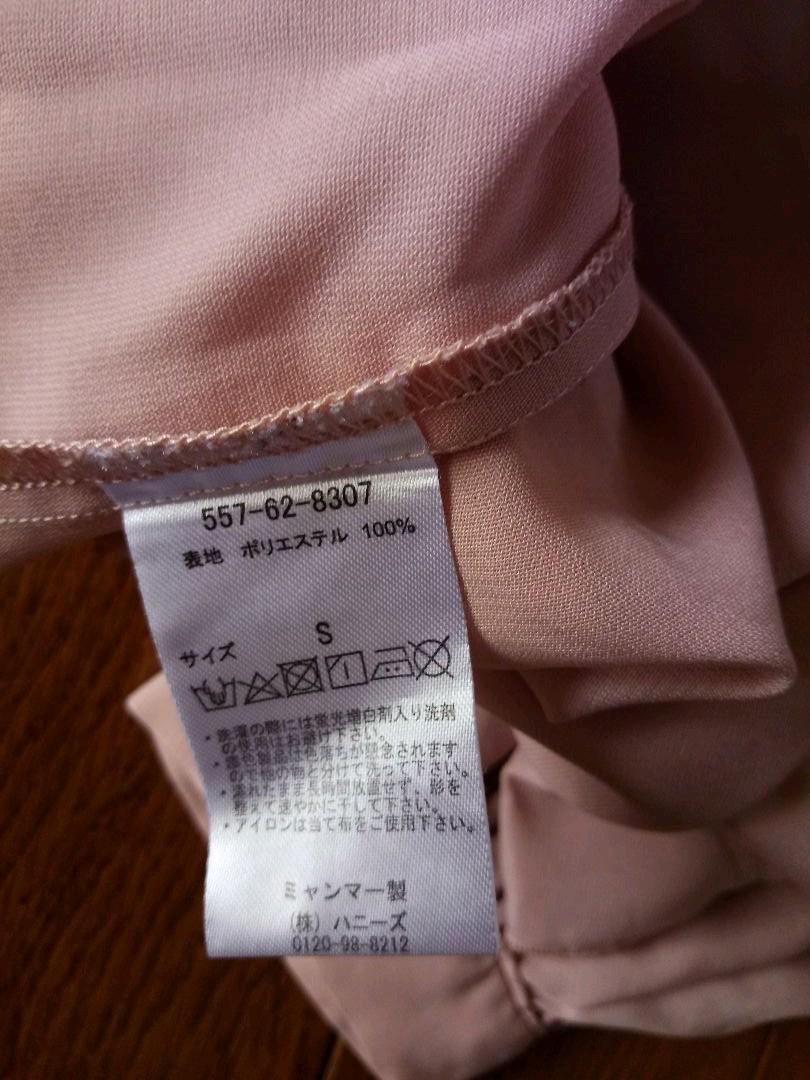 557-62-8307
表地 ポリエステル 100%
サイズ S
・洗濯の際には蛍光増白剤入り洗剤
の使用はお避け下さい。
・濃色製品は色落ちが懸念されます
ので他の物と分けて洗って下さい。
・濡れたまま長時間放置せず、形を
整えて速やかに干して下さい。
・アイロンは当て布をご使用下さい。
ミャンマー製
(株) ハニーズ
0120-98-8212